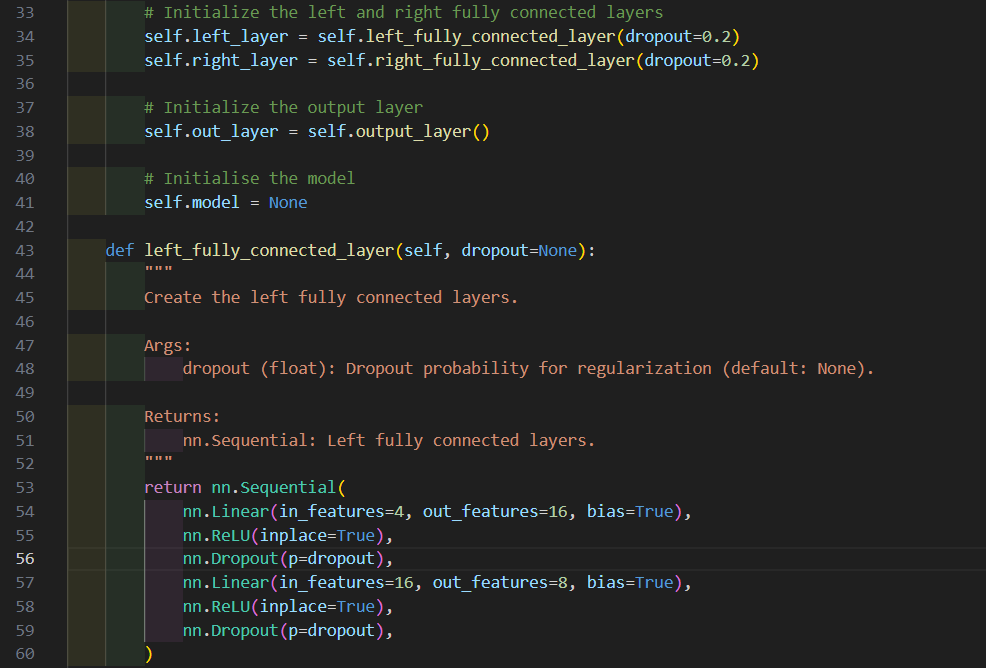 33 # Initialize the left and right fully connected layers
34 self.left_layer = self.left_fully_connected_layer(dropout=0.2)
35 self.right_layer = self.right_fully_connected_layer(dropout=0.2)
36
37 # Initialize the output layer
38 self.out_layer = self.output_layer()
39
40 # Initialise the model
41 self.model = None
42
43 def left_fully_connected_layer(self, dropout=None):
44 """
45 Create the left fully connected layers.
46
47 Args:
48 dropout (float): Dropout probability for regularization (default: None).
49
50 Returns:
51 nn.Sequential: Left fully connected layers.
52 """
53 return nn.Sequential(
54 nn.Linear(in_features=4, out_features=16, bias=True),
55 nn.ReLU(inplace=True),
56 nn.Dropout(p=dropout),
57 nn.Linear(in_features=16, out_features=8, bias=True),
58 nn.ReLU(inplace=True),
59 nn.Dropout(p=dropout),
60 )